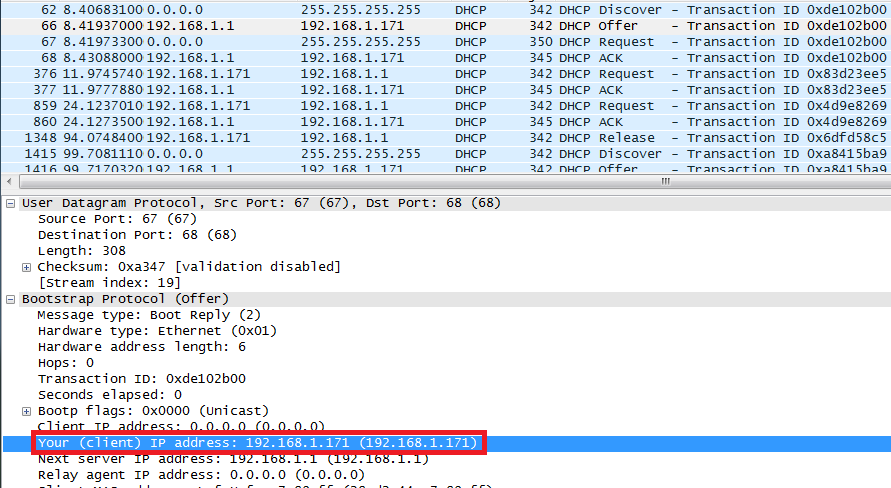 62 8.40683100 0.0.0.0 255.255.255.255 DHCP 342 DHCP Discover - Transaction ID 0xde102b00
66 8.41937000 192.168.1.1 192.168.1.171 DHCP 342 DHCP Offer - Transaction ID 0xde102b00
67 8.41973300 0.0.0.0 255.255.255.255 DHCP 350 DHCP Request - Transaction ID 0xde102b00
68 8.43088000 192.168.1.1 192.168.1.171 DHCP 345 DHCP ACK - Transaction ID 0xde102b00
376 11.9745740 192.168.1.171 192.168.1.1 DHCP 342 DHCP Request - Transaction ID 0x83d23ee5
377 11.9777880 192.168.1.1 192.168.1.171 DHCP 345 DHCP ACK - Transaction ID 0x83d23ee5
859 24.1237010 192.168.1.171 192.168.1.1 DHCP 342 DHCP Request - Transaction ID 0x4d9e8269
860 24.1273500 192.168.1.1 192.168.1.171 DHCP 345 DHCP ACK - Transaction ID 0x4d9e8269
1348 94.0748400 192.168.1.171 192.168.1.1 DHCP 342 DHCP Release - Transaction ID 0x6dfd58c5
1415 99.7081110 0.0.0.0 255.255.255.255 DHCP 342 DHCP Discover - Transaction ID 0xa8415ba9
1416 99.7170320 192.168.1.1 192.168.1.171 DHCP 342 DHCP Offer - Transaction ID 0xa8415ba9
User Datagram Protocol, Src Port: 67 (67), Dst Port: 68 (68)
Source Port: 67 (67)
Destination Port: 68 (68)
Length: 308
Checksum: 0xa347 [validation disabled]
[Stream index: 19]
Bootstrap Protocol (Offer)
Message type: Boot Reply (2)
Hardware type: Ethernet (0x01)
Hardware address length: 6
Hops: 0
Transaction ID: 0xde102b00
Seconds elapsed: 0
Bootp flags: 0x0000 (Unicast)
Client IP address: 0.0.0.0 (0.0.0.0)
Your (client) IP address: 192.168.1.171 (192.168.1.171)
Next server IP address: 192.168.1.1 (192.168.1.1)
Relay agent IP address: 0.0.0.0 (0.0.0.0)